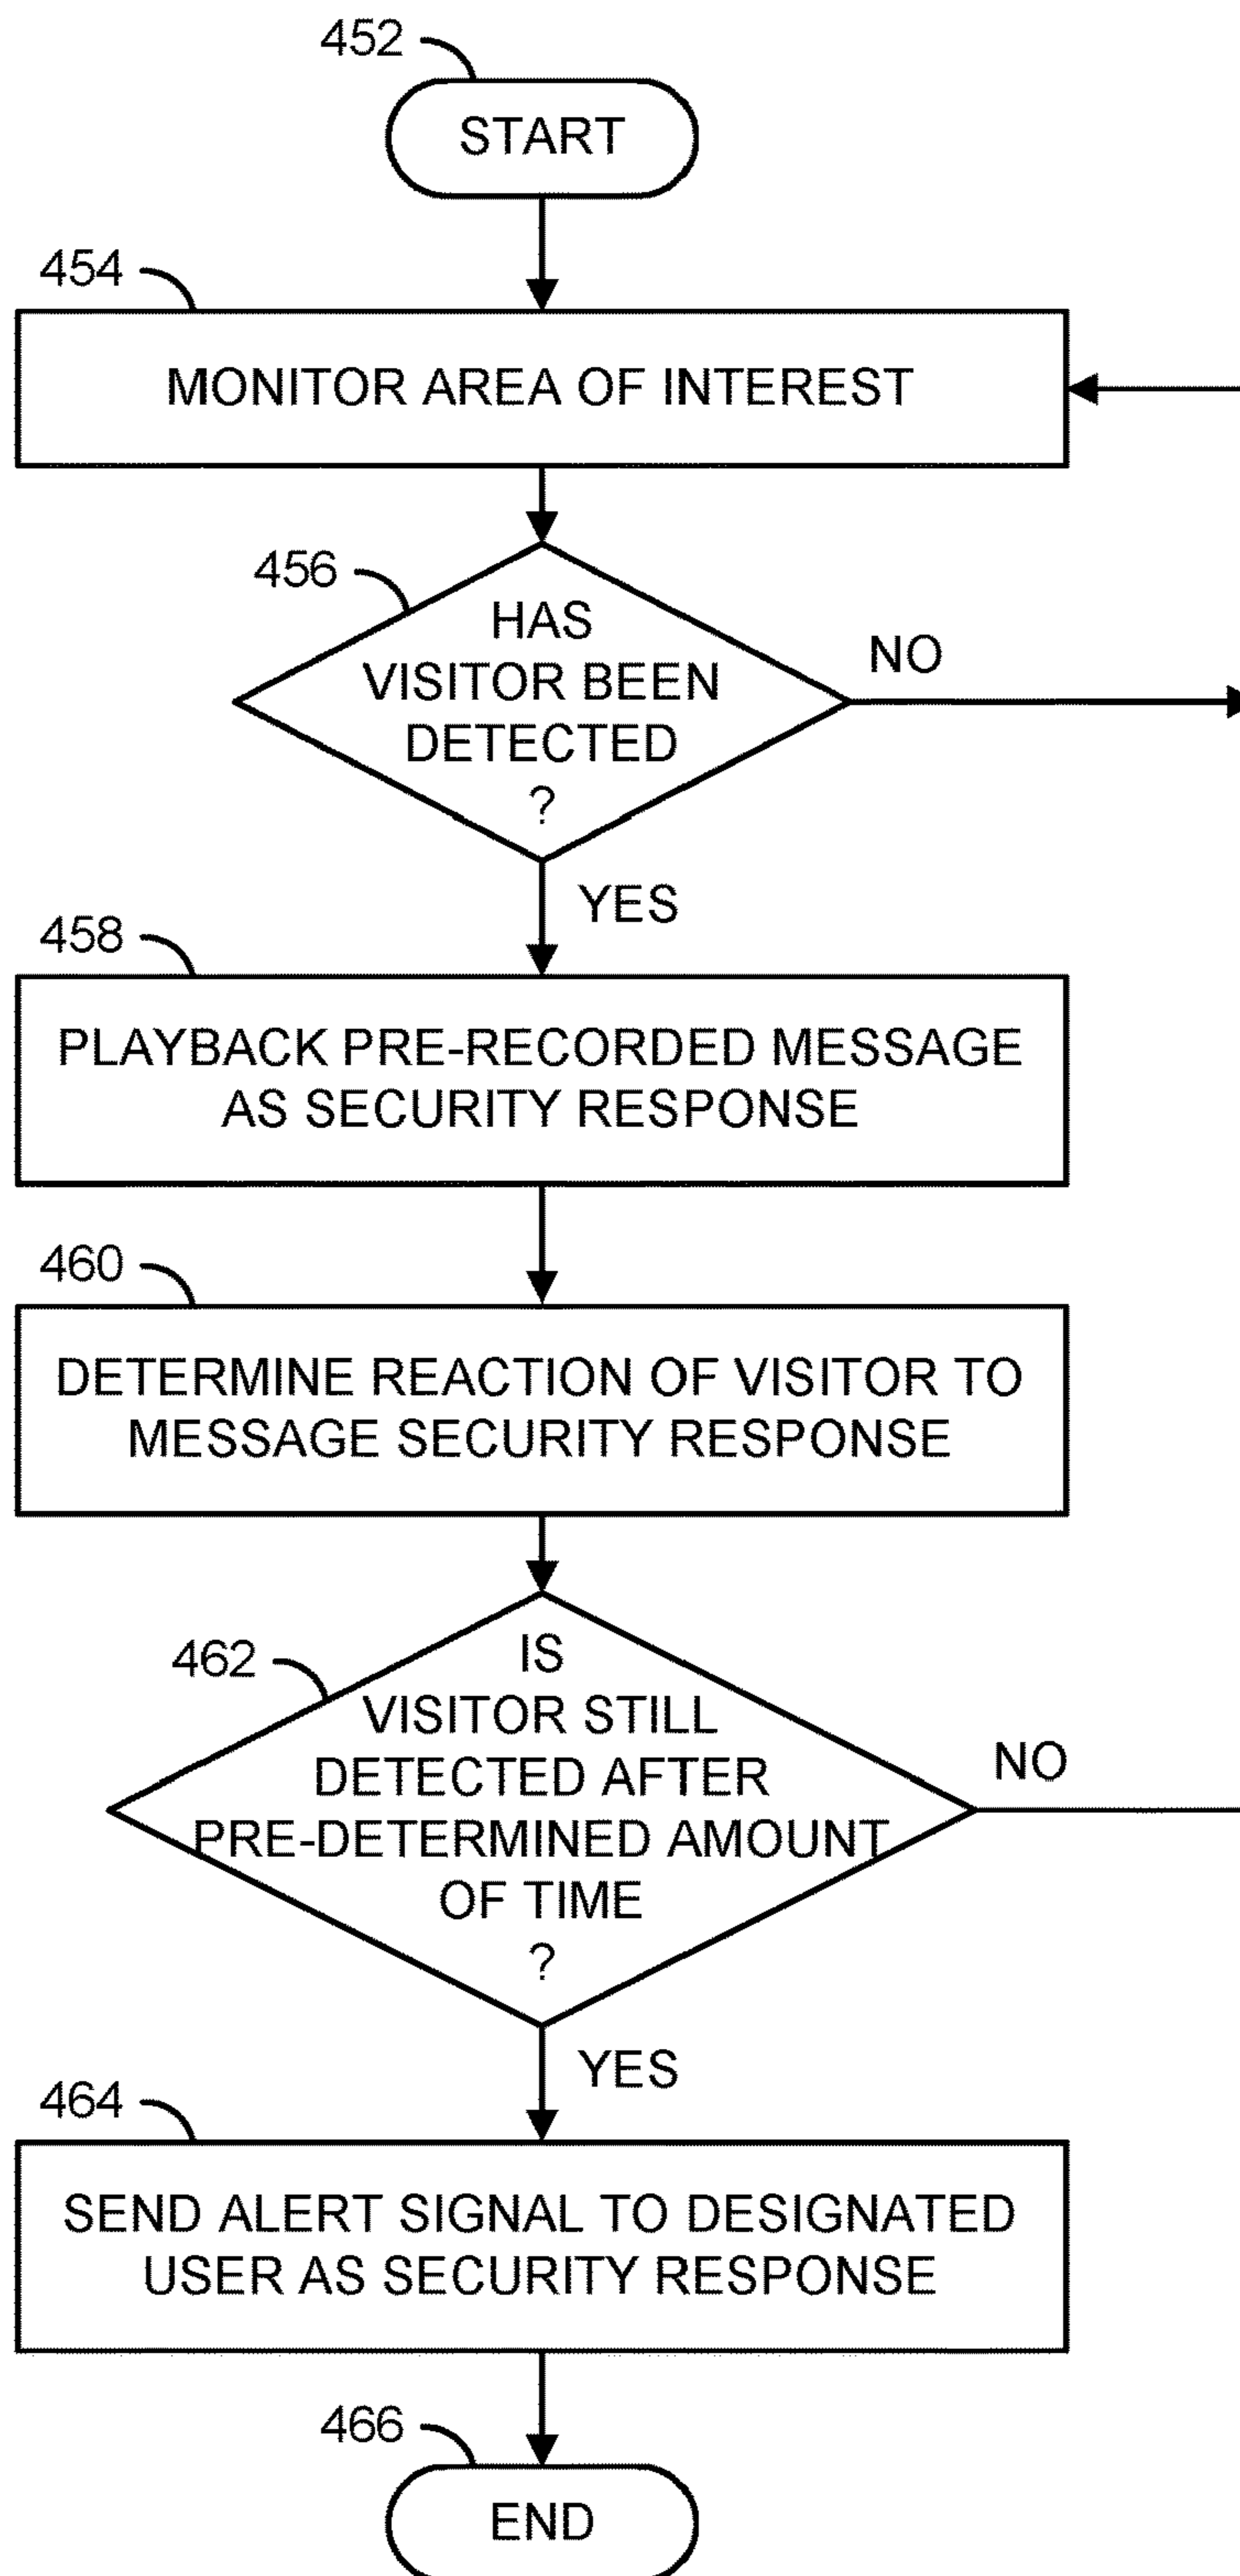 452
START
454
MONITOR AREA OF INTEREST
456
HAS
VISITOR BEEN
DETECTED
?
NO
YES
458
PLAYBACK PRE-RECORDED MESSAGE
AS SECURITY RESPONSE
460
DETERMINE REACTION OF VISITOR TO
MESSAGE SECURITY RESPONSE
462
IS
VISITOR STILL
DETECTED AFTER
PRE-DETERMINED AMOUNT
OF TIME
?
NO
YES
464
SEND ALERT SIGNAL TO DESIGNATED
USER AS SECURITY RESPONSE
466
END